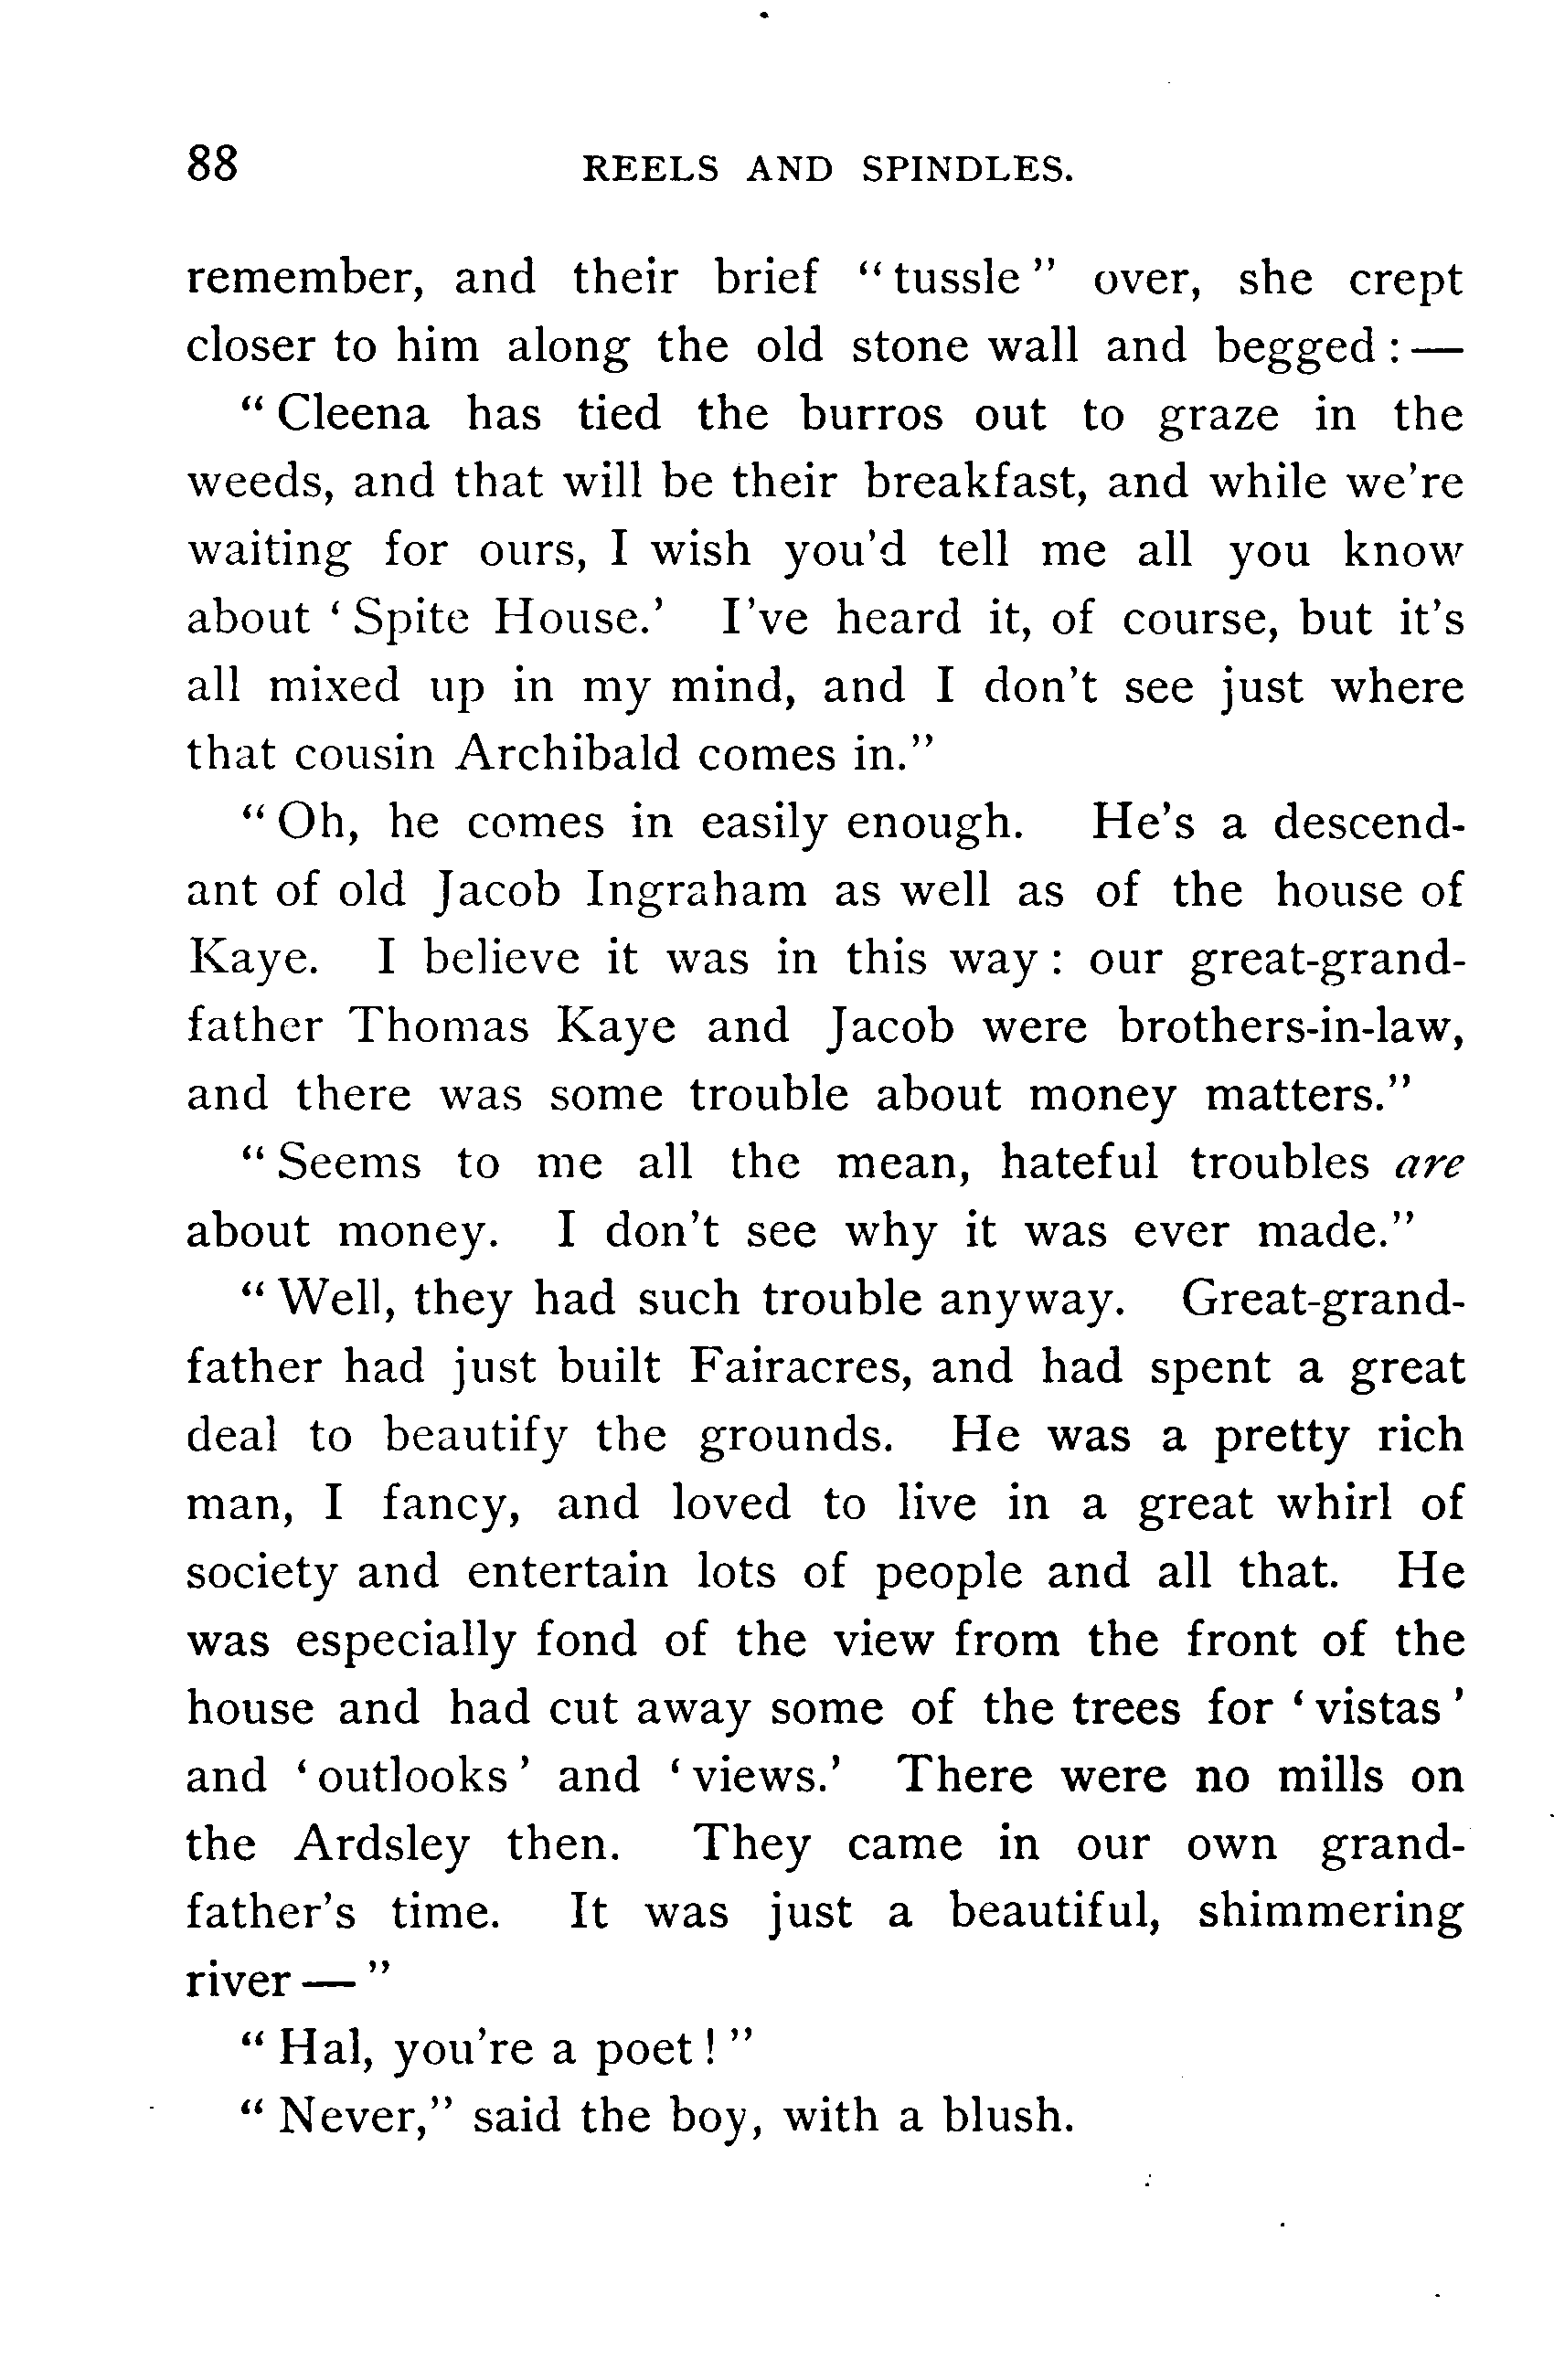 88 REELS AND SPINDLES.
remember, and their brief “tussle” over, she crept
closer to him along the old stone wall and begged:—
“Cleena has tied the burros out to graze in the
weeds, and that will be their breakfast, and while we’re
waiting for ours, I wish you’d tell me all you know
about ‘Spite House.’ I’ve heard it, of course, but it’s
all mixed up in my mind, and I don’t see just where
that cousin Archibald comes in.”
“Oh, he comes in easily enough. He’s a descend-
ant of old Jacob Ingraham as well as of the house of
Kaye. I believe it was in this way: our great-grand-
father Thomas Kaye and Jacob were brothers-in-law,
and there was some trouble about money matters.”
“Seems to me all the mean, hateful troubles are
about money. I don’t see why it was ever made.”
“Well, they had such trouble anyway. Great-grand-
father had just built Fairacres, and had spent a great
deal to beautify the grounds. He was a pretty rich
man, I fancy, and loved to live in a great whirl of
society and entertain lots of people and all that. He
was especially fond of the view from the front of the
house and had cut away some of the trees for ‘vistas’
and ‘outlooks’ and ‘views.’ There were no mills on
the Ardsley then. They came in our own grand-
father’s time. It was just a beautiful, shimmering
river—”
“Hal, you’re a poet!”
“Never,” said the boy, with a blush.